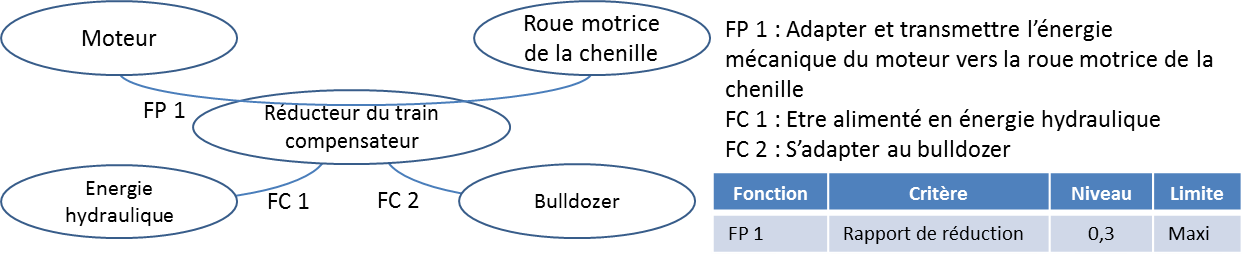 Moteur
Roue motrice
de la chenille
FP 1
Réducteur du train
compensateur
Energie
hydraulique
FC 1
FC 2
Bulldozer
FP 1 : Adapter et transmettre l’énergie
mécanique du moteur vers la roue motrice de la
chenille
FC 1 : Etre alimenté en énergie hydraulique
FC 2 : S’adapter au bulldozer
Fonction Critère Niveau Limite
FP 1 Rapport de réduction 0,3 Maxi